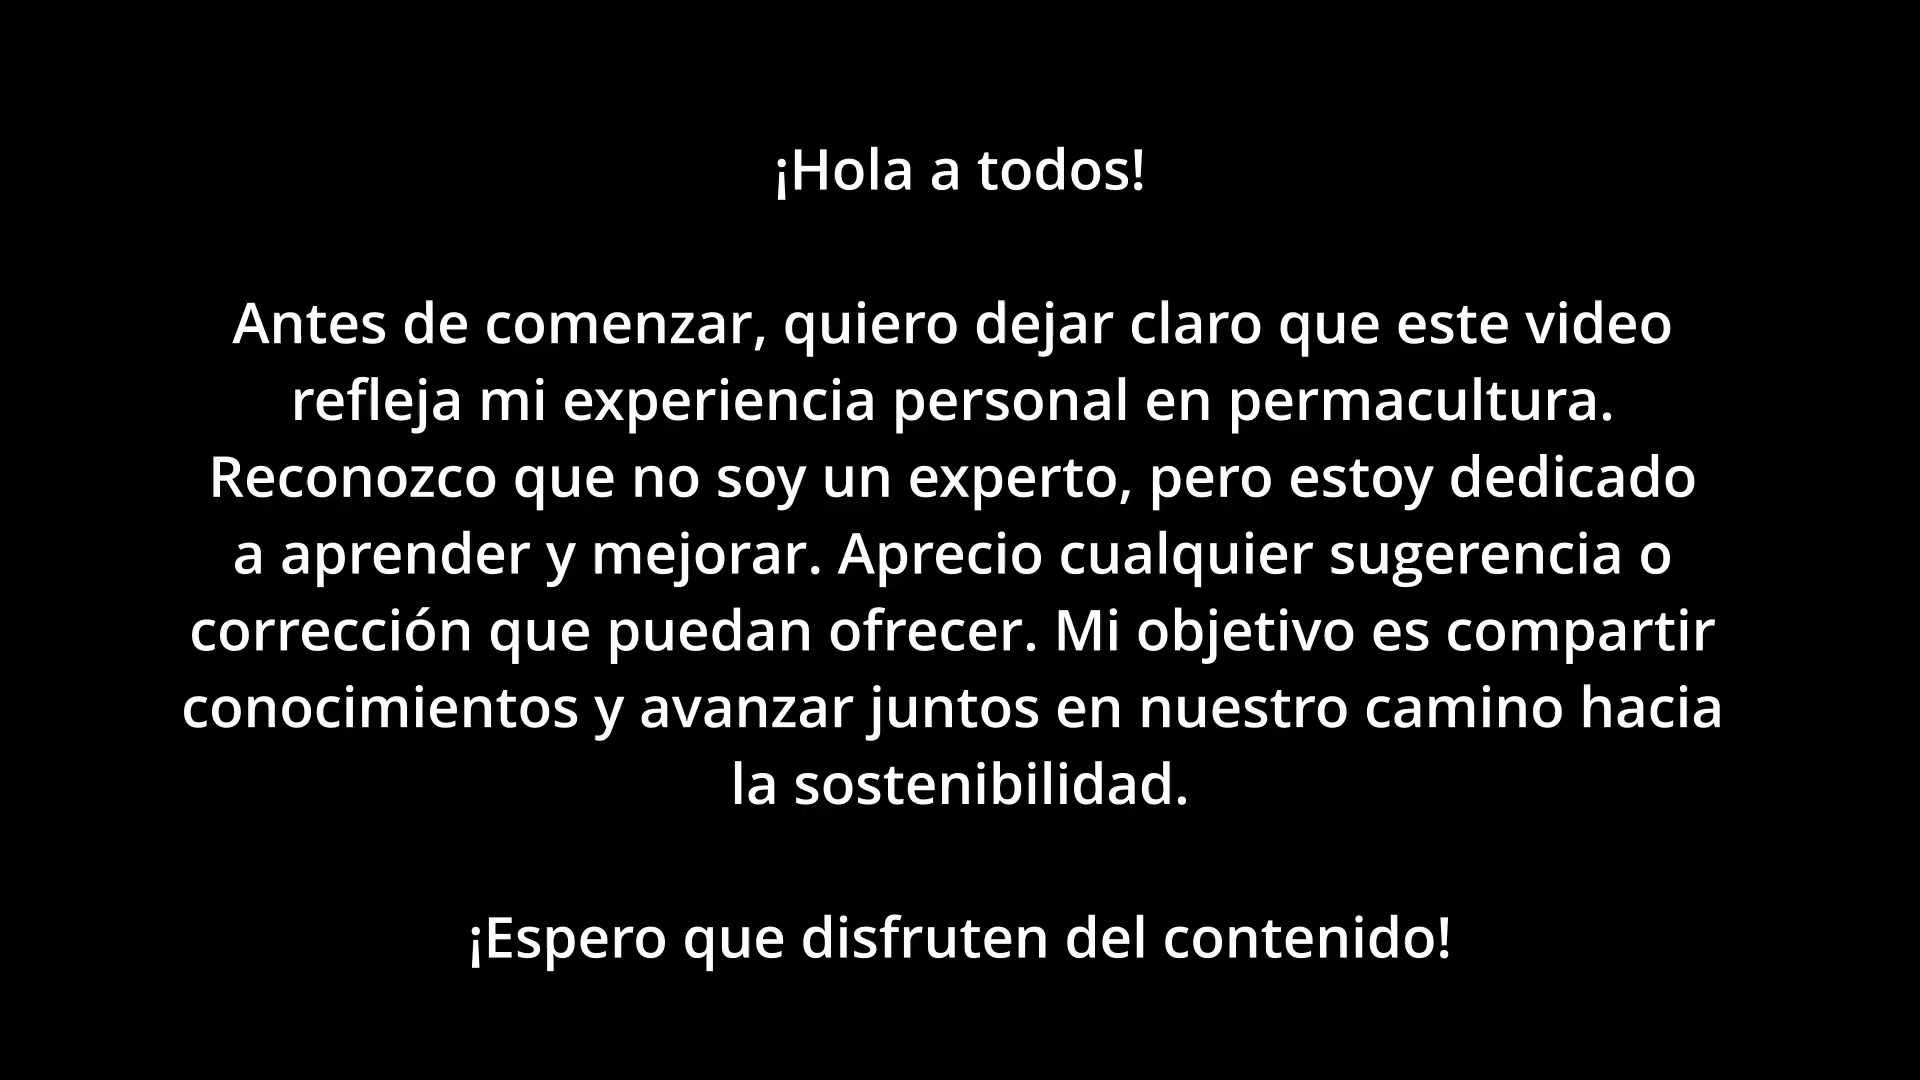 ¡Hola a todos!
Antes de comenzar, quiero dejar claro que este video
refleja mi experiencia personal en permacultura.
Reconozco que no soy un experto, pero estoy dedicado
a aprender y mejorar. Aprecio cualquier sugerencia o
corrección que puedan ofrecer. Mi objetivo es compartir
conocimientos y avanzar juntos en nuestro camino hacia
la sostenibilidad.
¡Espero que disfruten del contenido!